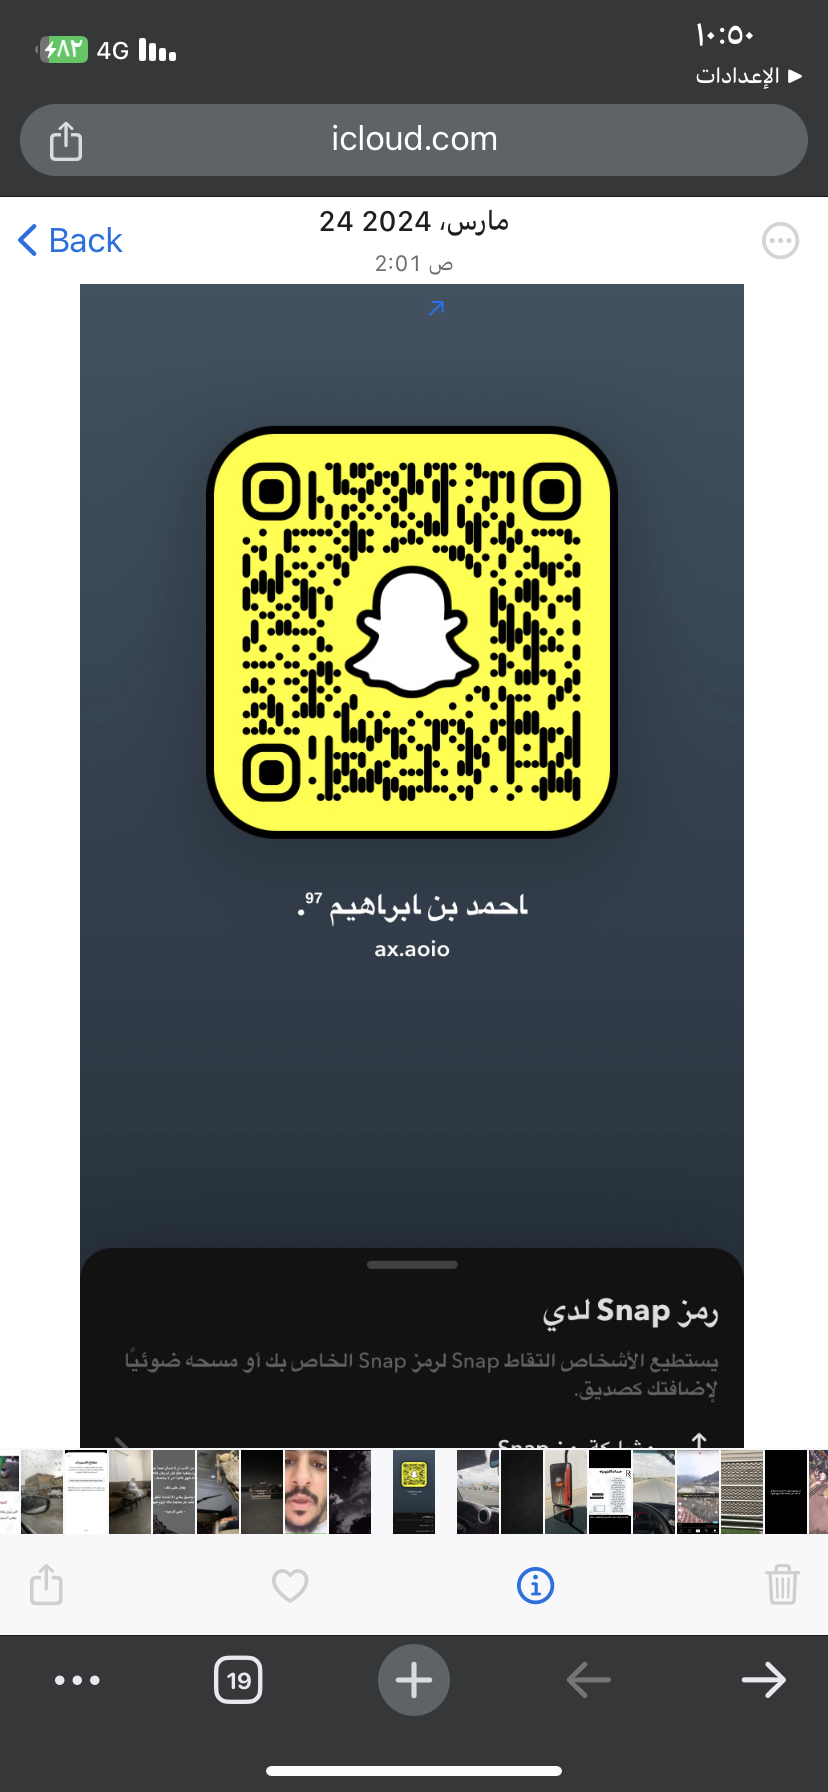 ١٠:٥٠
4G
٨٢
الإعدادات
icloud.com
Back
24 مارس، 2024
2:01 ص
احمد بن ابراهيم ⁹⁷.
ax.aoio
رمز Snap لدي
يستطيع الأشخاص التقاط Snap لرمز Snap الخاص بك أو مسحه ضوئيًا
لإضافتك كصديق.
19